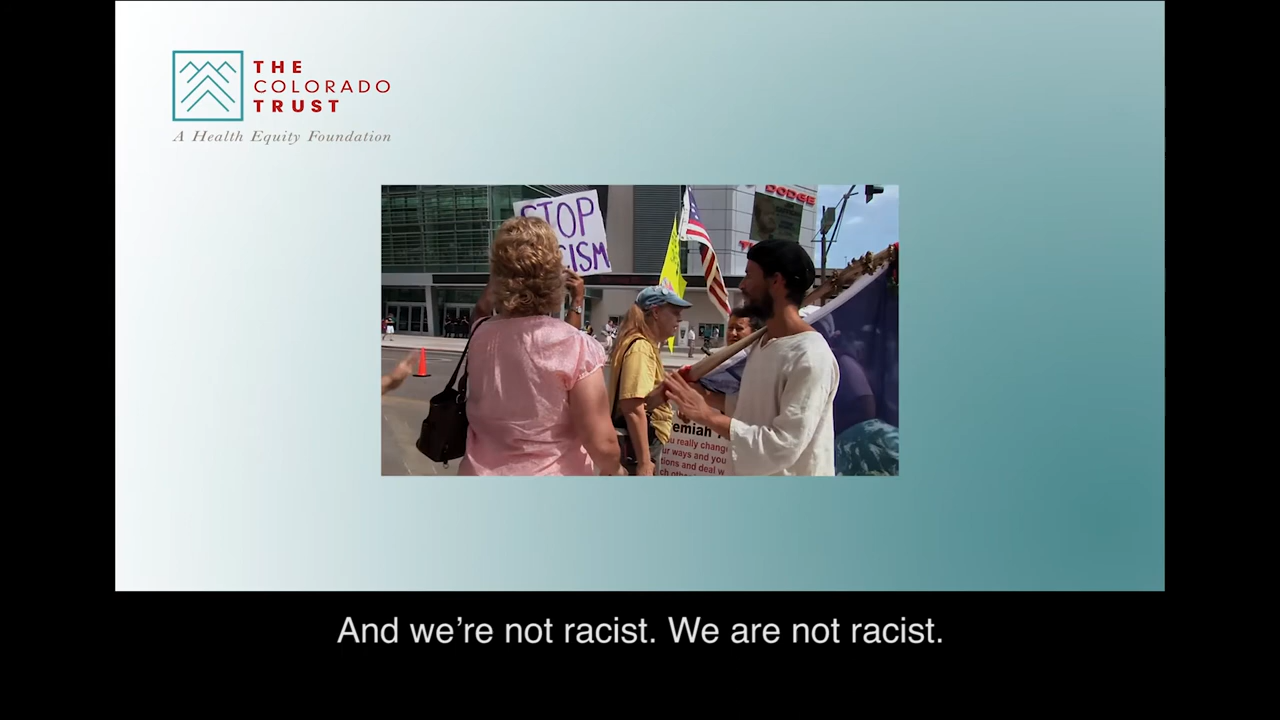 THE
COLORADO
TRUST
A Health Equity Foundation
STOP
CISM
DODGE
emiah 7
u really change
ur ways and you
tions and deal w
And we're not racist. We are not racist.